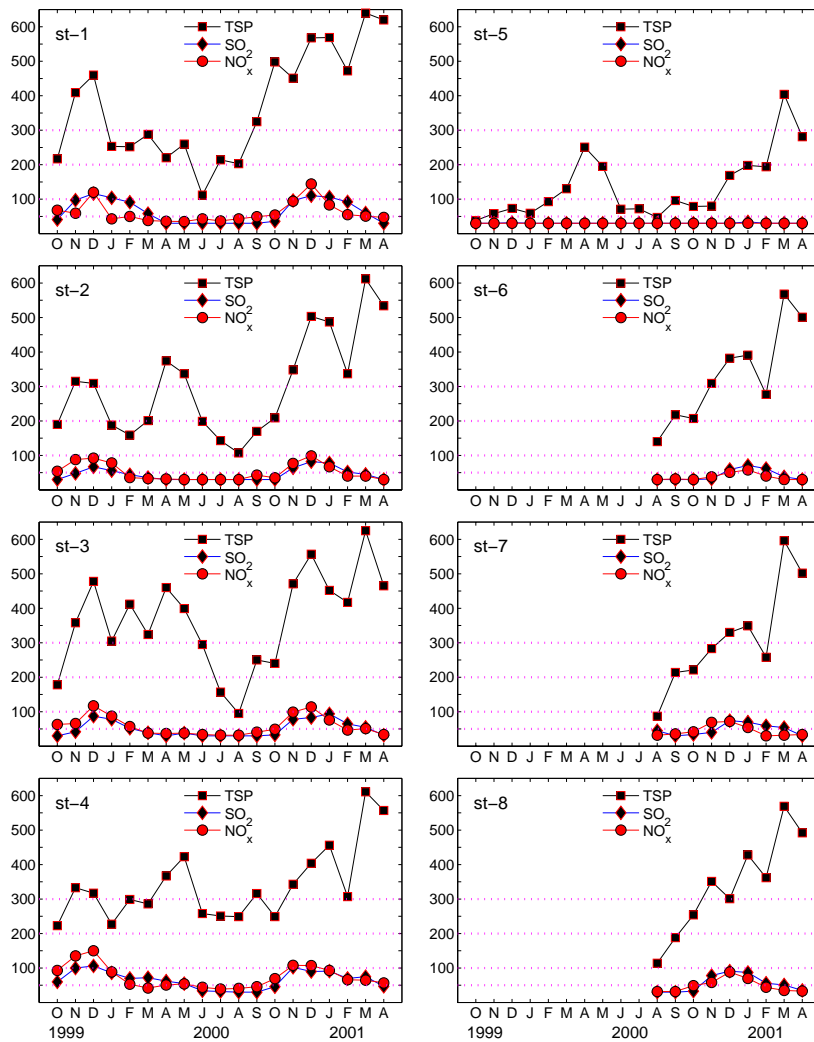 st-1
TSP
SO2
NOx
600
500
400
300
200
100
O N D J F M A M J J A S O N D J F M A
st-5
TSP
SO2
NOx
O N D J F M A M J J A S O N D J F M A
st-2
TSP
SO2
NOx
600
500
400
300
200
100
O N D J F M A M J J A S O N D J F M A
st-6
TSP
SO2
NOx
O N D J F M A M J J A S O N D J F M A
st-3
TSP
SO2
NOx
600
500
400
300
200
100
O N D J F M A M J J A S O N D J F M A
st-7
TSP
SO2
NOx
O N D J F M A M J J A S O N D J F M A
st-4
TSP
SO2
NOx
600
500
400
300
200
100
O N D J F M A M J J A S O N D J F M A
1999 2000 2001
st-8
TSP
SO2
NOx
O N D J F M A M J J A S O N D J F M A
1999 2000 2001